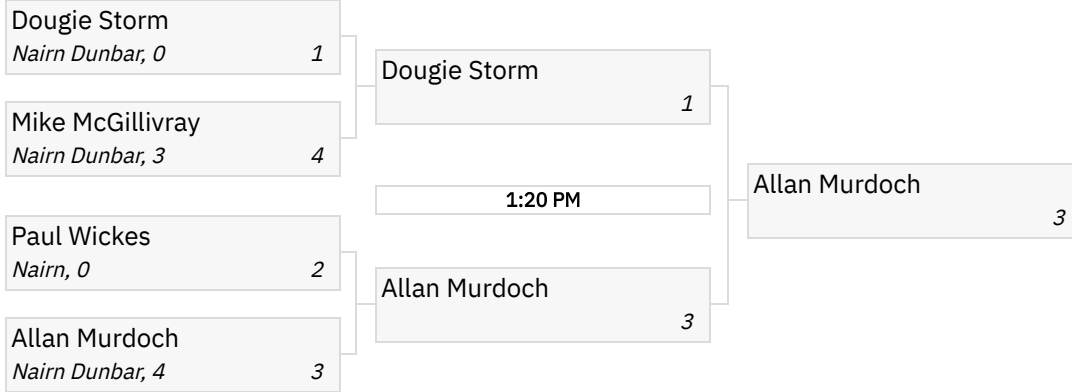 Dougie Storm
Nairn Dunbar, 0 1
Mike McGillivray
Nairn Dunbar, 3 4
Paul Wickes
Nairn, 0 2
Allan Murdoch
Nairn Dunbar, 4 3
Dougie Storm
1
1:20 PM
Allan Murdoch
3
Allan Murdoch
3